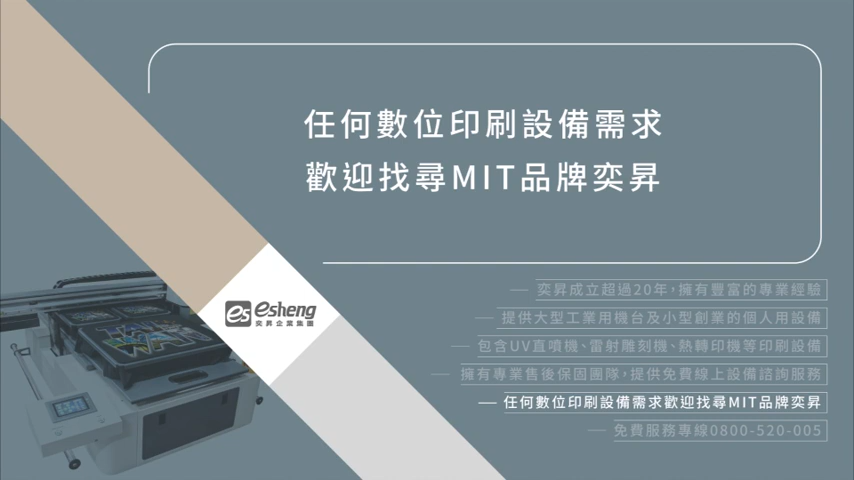 任何數位印刷設備需求
歡迎找尋MIT品牌奕昇
es esheng
奕昇企業集團
奕昇成立超過20年，擁有豐富的專業經驗
提供大型工業用機台及小型創業的個人用設備
包含UV直噴機、雷射雕刻機、熱轉印機等印刷設備
擁有專業售後保固團隊，提供免費線上設備諮詢服務
任何數位印刷設備需求歡迎找尋MIT品牌奕昇
免費服務專線0800-520-005